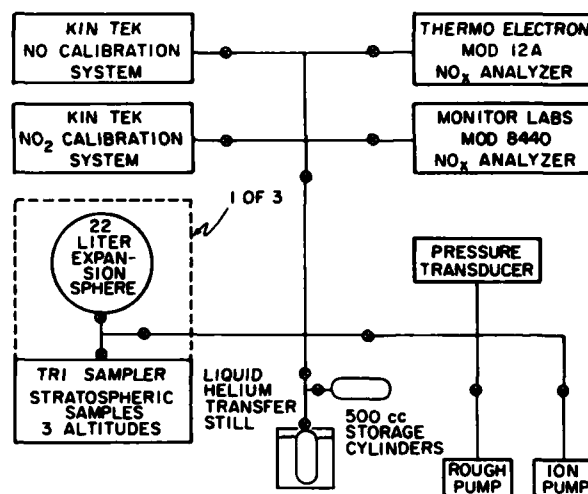 KIN TEK
NO CALIBRATION
SYSTEM
THERMO ELECTRON
MOD 12A
NOX ANALYZER
KIN TEK
NO2 CALIBRATION
SYSTEM
MONITOR LABS
MOD 8440
NOX ANALYZER
1 OF 3
22
LITER
EXPAN-
SION
SPHERE
PRESSURE
TRANSDUCER
TRI SAMPLER
STRATOSPHERIC
SAMPLES
3 ALTITUDES
LIQUID
HELIUM
TRANSFER
STILL
500 cc
STORAGE
CYLINDERS
ROUGH
PUMP
ION
PUMP